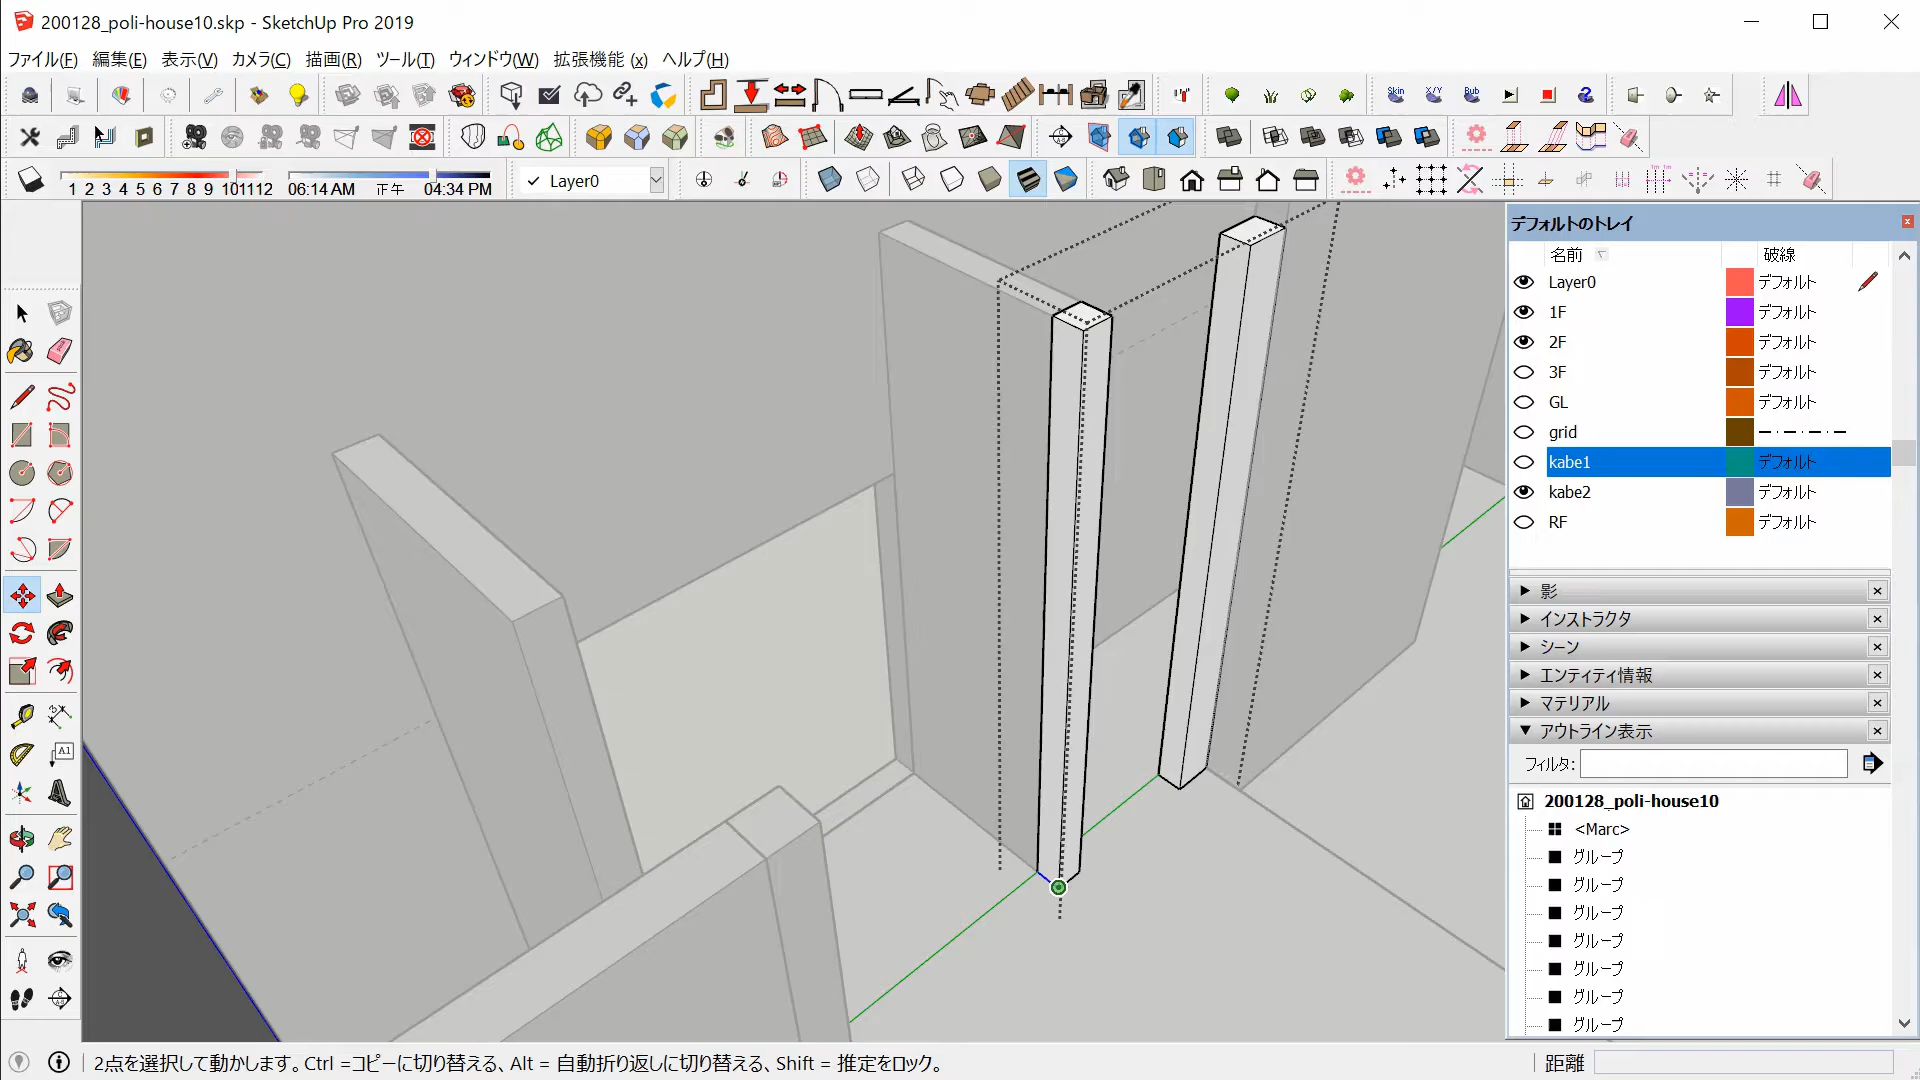 200128_poli-house10.skp - SketchUp Pro 2019
ファイル(F) 編集(E) 表示(V) カメラ(C) 描画(R) ツール(T) ウィンドウ(W) 拡張機能 (x) ヘルプ(H)
Skin X/Y Bub
1 2 3 4 5 6 7 8 9 101112 06:14 AM 正午 04:34 PM Layer0
デフォルトのトレイ
名前 破線
Layer0 デフォルト
1F デフォルト
2F デフォルト
3F デフォルト
GL デフォルト
grid
kabe1 デフォルト
kabe2 デフォルト
RF デフォルト
影
インストラクタ
シーン
エンティティ情報
マテリアル
アウトライン表示
フィルタ:
200128_poli-house10
<Marc>
グループ
グループ
グループ
グループ
グループ
グループ
グループ
A1
2点を選択して動かします。Ctrl =コピーに切り替える、Alt = 自動折り返しに切り替える、Shift = 推定をロック。
距離